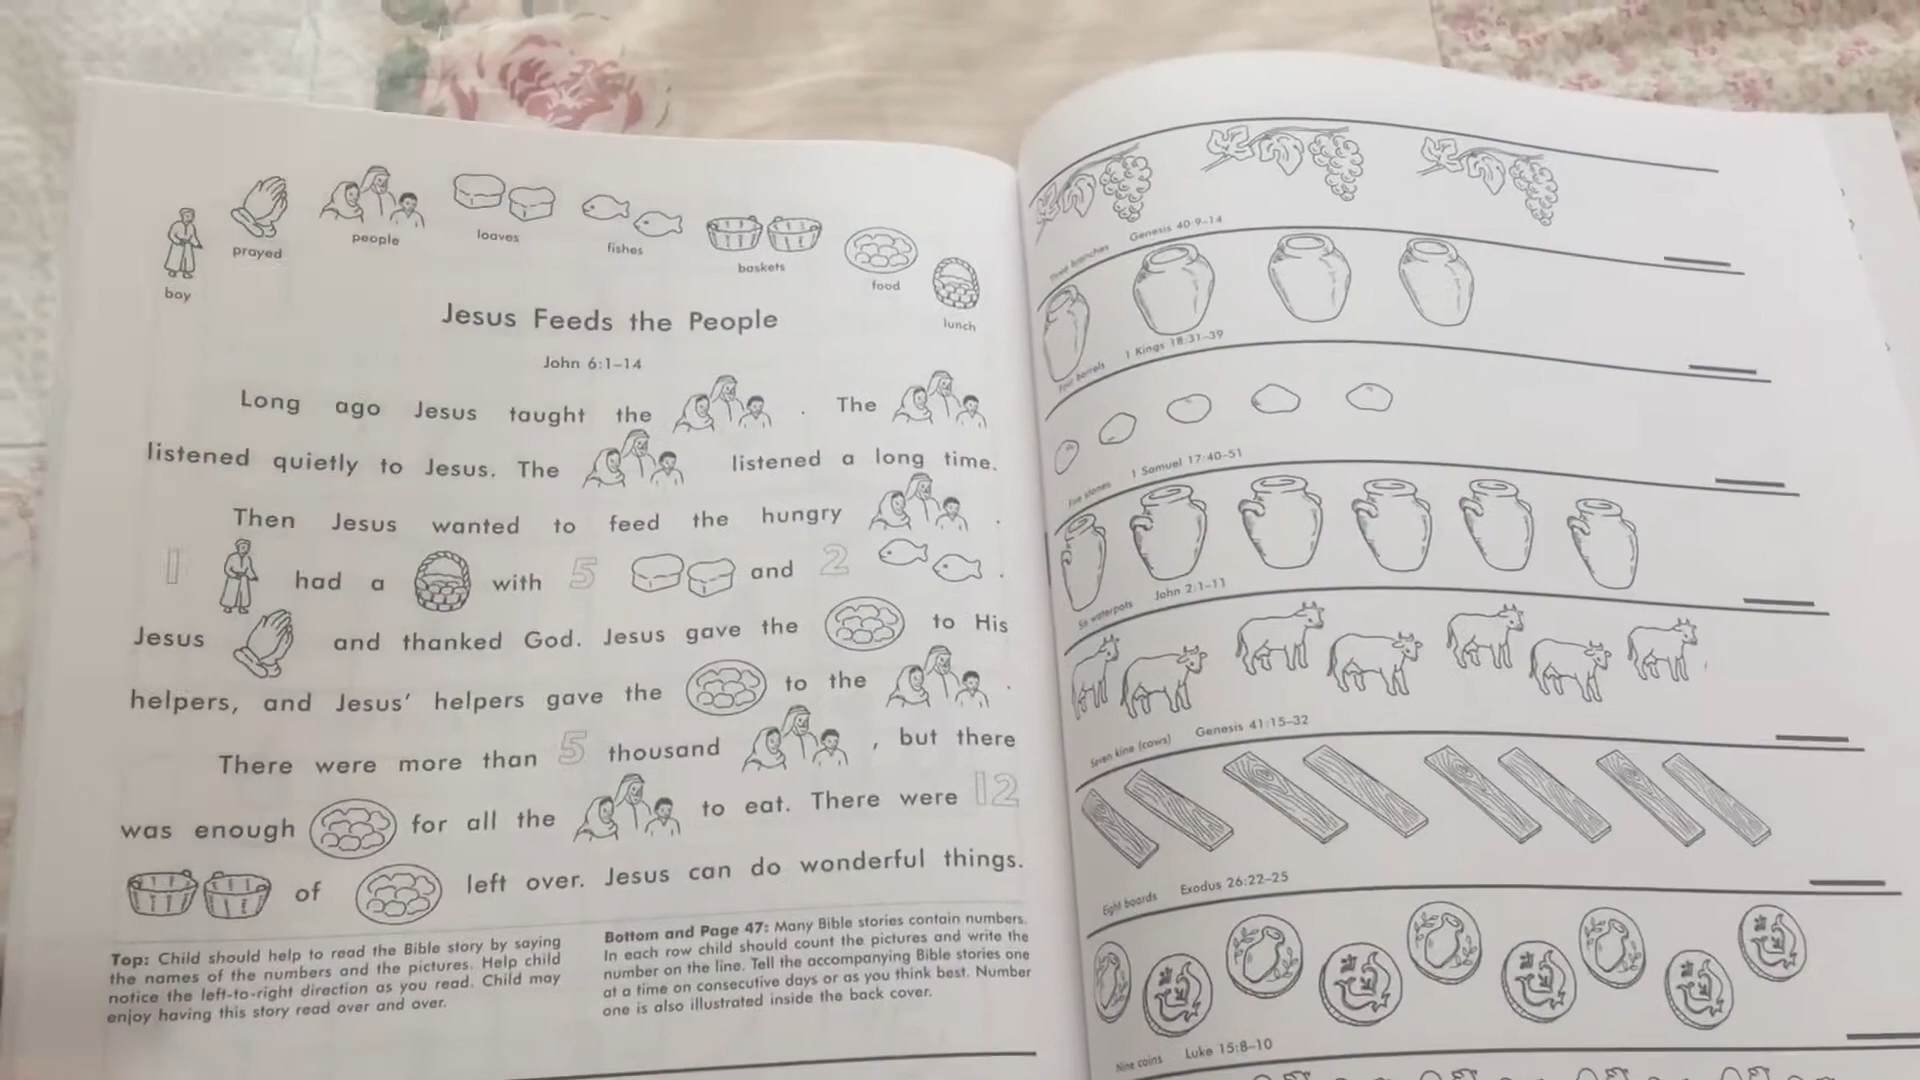 boy
prayed
people
loaves
fishes
baskets
food
lunch
Jesus Feeds the People
John 6:1–14
Long ago Jesus taught the . The
listened quietly to Jesus. The listened a long time.
Then Jesus wanted to feed the hungry .
1 had a with 5 and 2 .
Jesus and thanked God. Jesus gave the to His
helpers, and Jesus’ helpers gave the to the .
There were more than 5 thousand , but there
was enough for all the to eat. There were 12
of left over. Jesus can do wonderful things.
Top: Child should help to read the Bible story by saying
the names of the numbers and the pictures. Help child
notice the left-to-right direction as you read. Child may
enjoy having this story read over and over.
Bottom and Page 47: Many Bible stories contain numbers.
In each row child should count the pictures and write the
number on the line. Tell the accompanying Bible stories one
at a time on consecutive days or as you think best. Number
one is also illustrated inside the back cover.
Three branches Genesis 40:9–14
Four barrels 1 Kings 18:31–39
Five stones 1 Samuel 17:40–51
Six waterpots John 2:1–11
Seven kine (cows) Genesis 41:15–32
Eight boards Exodus 26:22–25
Nine coins Luke 15:8–10